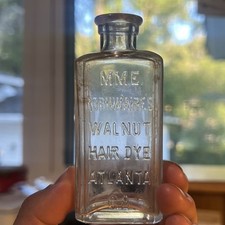 MME.
WALNUT
HAIR DYE
ATLANTA